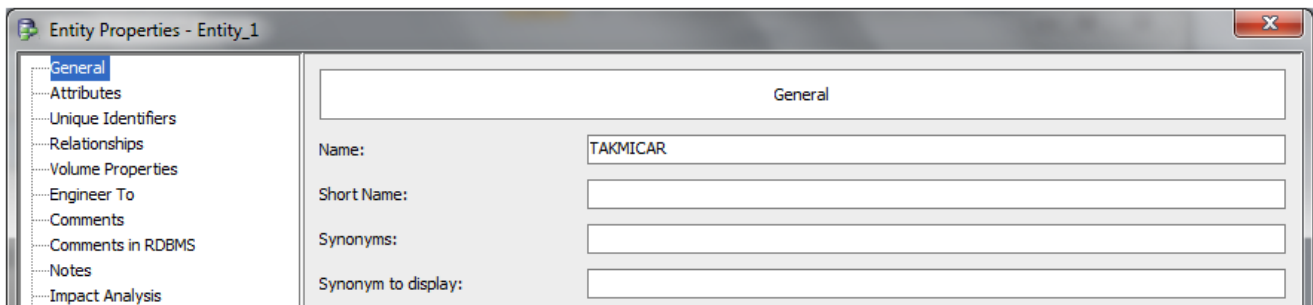 Entity Properties - Entity_1
General
Attributes
Unique Identifiers
Relationships
Volume Properties
Engineer To
Comments
Comments in RDBMS
Notes
Impact Analysis
General
Name: TAKMICAR
Short Name:
Synonyms:
Synonym to display: